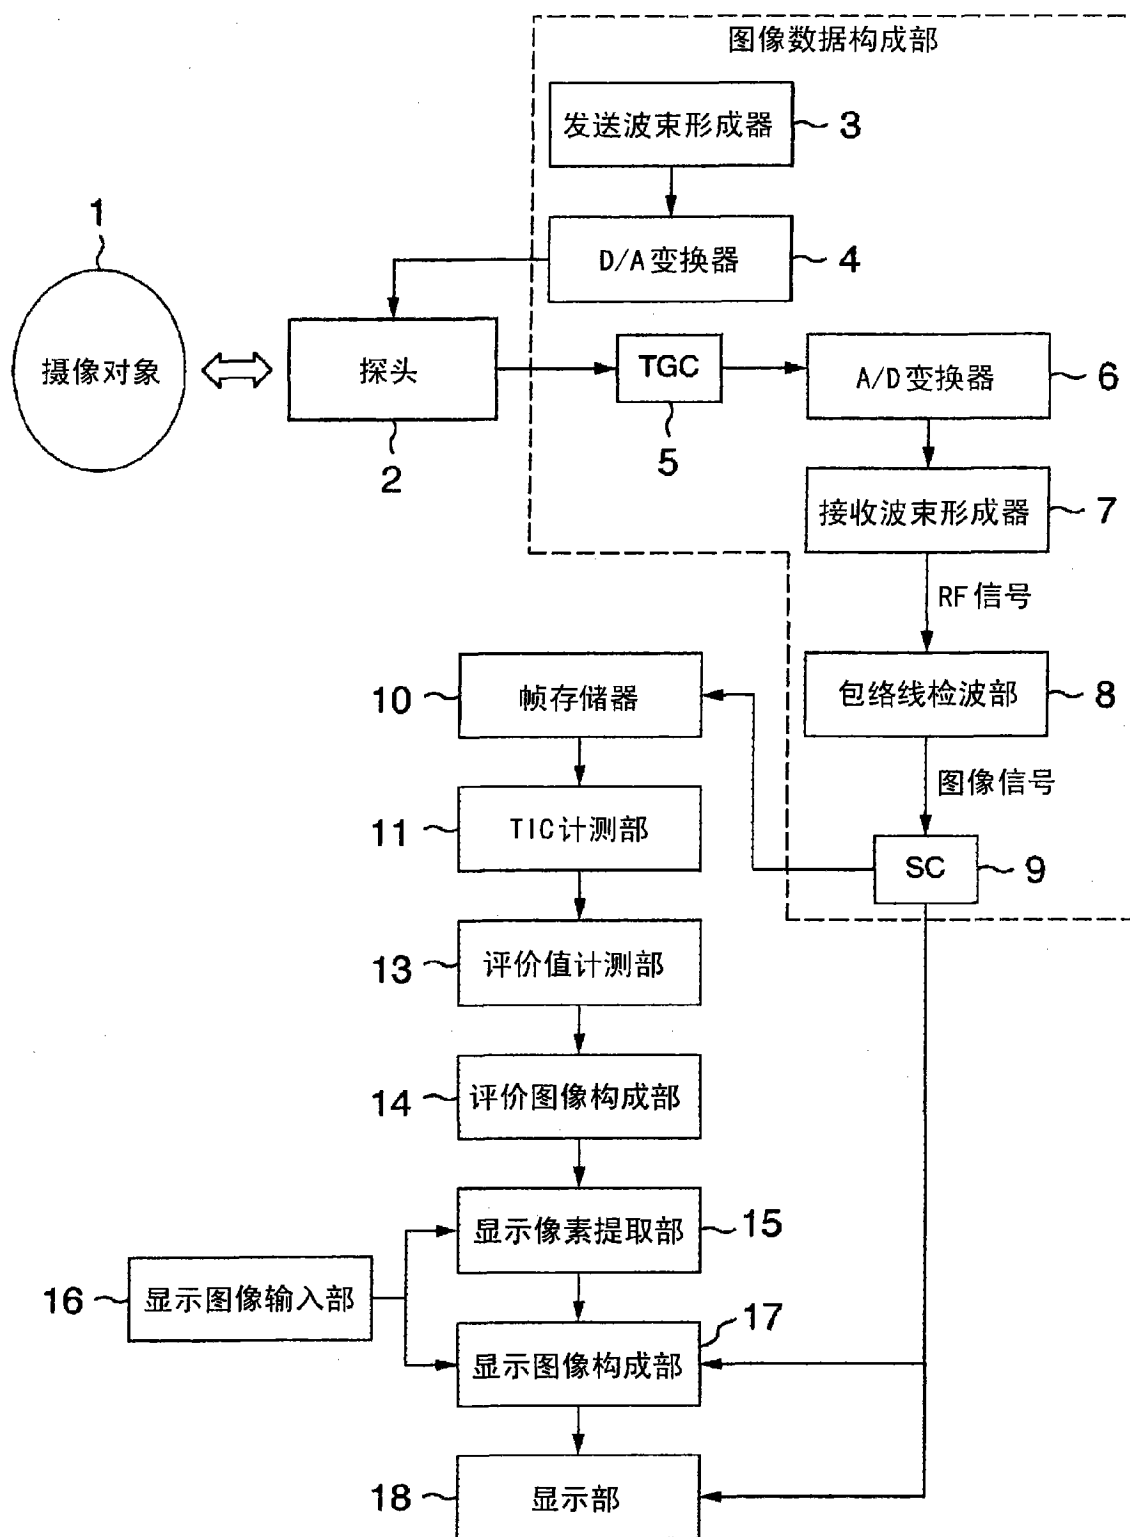 图像数据构成部
发送波束形成器
3
1
D/A变换器
4
摄像对象
探头
2
TGC
5
A/D变换器
6
接收波束形成器
7
RF信号
10
帧存储器
包络线检波部
8
图像信号
11
TIC计测部
SC
9
13
评价值计测部
14
评价图像构成部
显示像素提取部
15
16
显示图像输入部
17
显示图像构成部
18
显示部